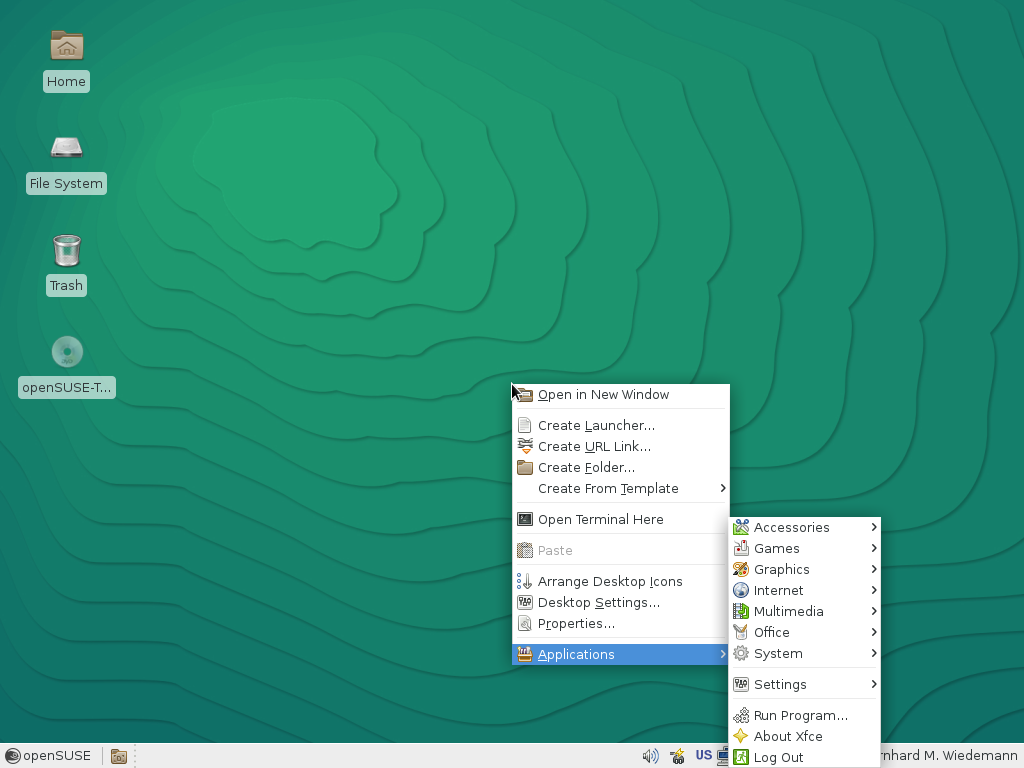 Home
File System
Trash
openSUSE-T...
Open in New Window
Create Launcher...
Create URL Link...
Create Folder...
Create From Template
Open Terminal Here
Paste
Arrange Desktop Icons
Desktop Settings...
Properties...
Applications
Accessories
Games
Graphics
Internet
Multimedia
Office
System
Settings
Run Program...
About Xfce
Log Out
openSUSE
US
rnhard M. Wiedemann